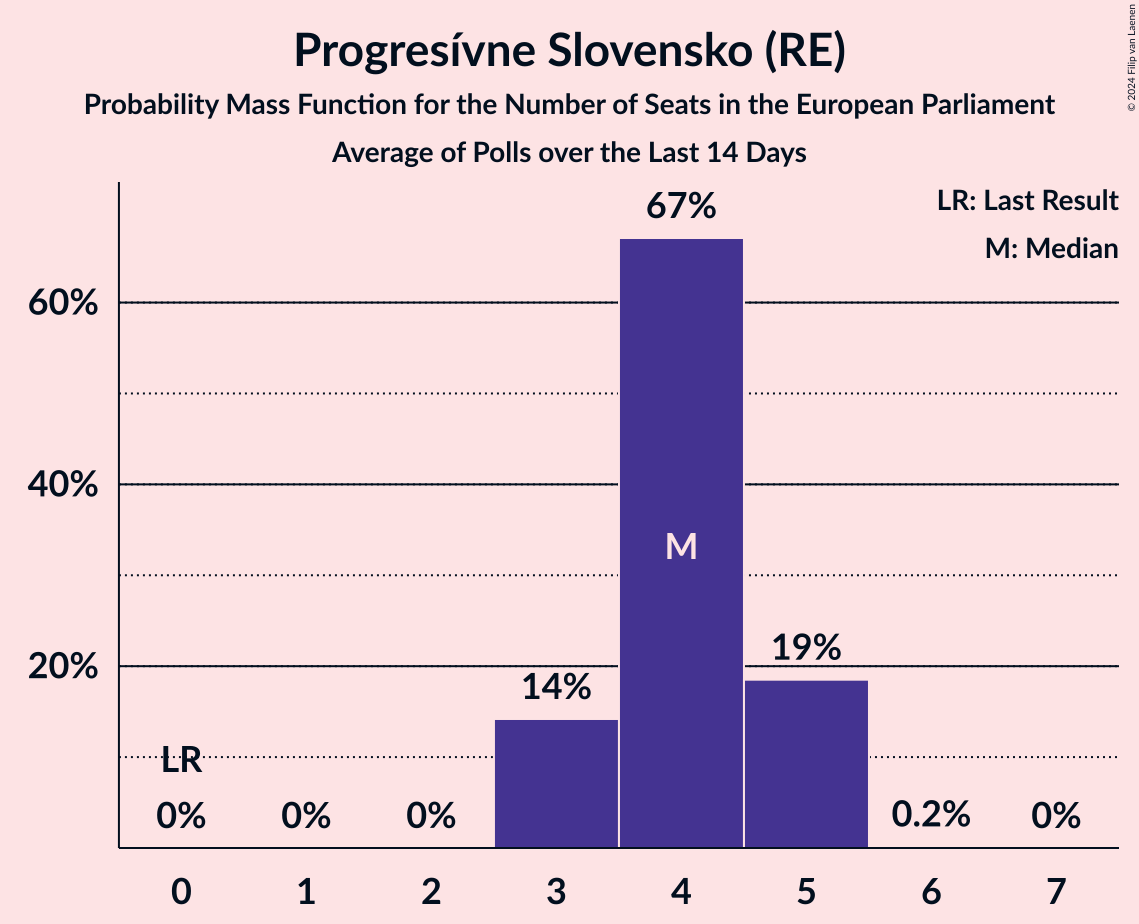 Progresívne Slovensko (RE)
Probability Mass Function for the Number of Seats in the European Parliament
Average of Polls over the Last 14 Days
© 2024 Filip van Laenen
LR: Last Result
M: Median
67%
60%
40%
M
19%
20%
14%
LR
0% 0% 0% 0.2% 0%
0 1 2 3 4 5 6 7